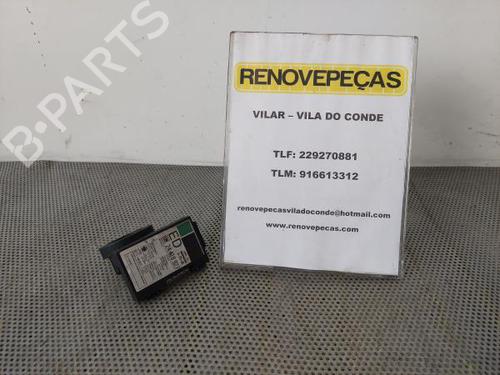 B-PARTS
RENOVEPEÇAS
VILAR – VILA DO CONDE
TLF: 229270881
TLM: 916613312
renovepecasviladoconde@hotmail.com
www.renovepecas.com
ED